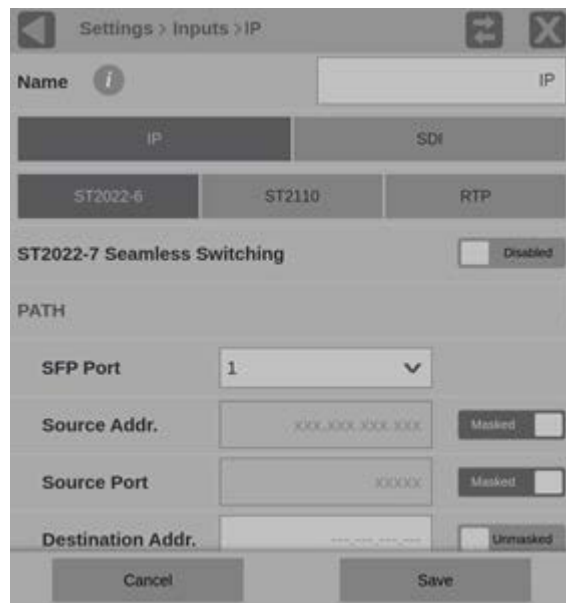 Settings > Inputs > IP
Name i IP
IP SDI
ST2022-6 ST2110 RTP
ST2022-7 Seamless Switching Disabled
PATH
SFP Port 1
Source Addr. xxx.xxx.xxx.xxx Masked
Source Port xxxxx Masked
Destination Addr. ---.---.---.--- Unmasked
Cancel Save